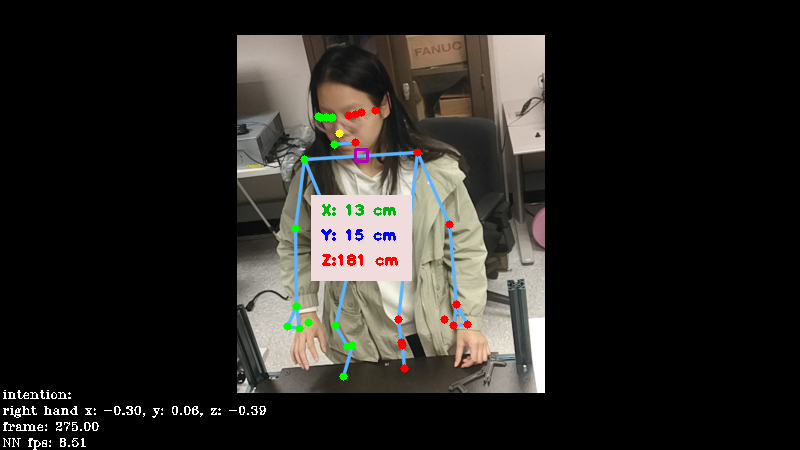 FANUC
X: 13 cm
Y: 15 cm
Z:181 cm
intention:
right hand x: -0.30, y: 0.06, z: -0.39
frame: 275.00
NN fps: 8.51